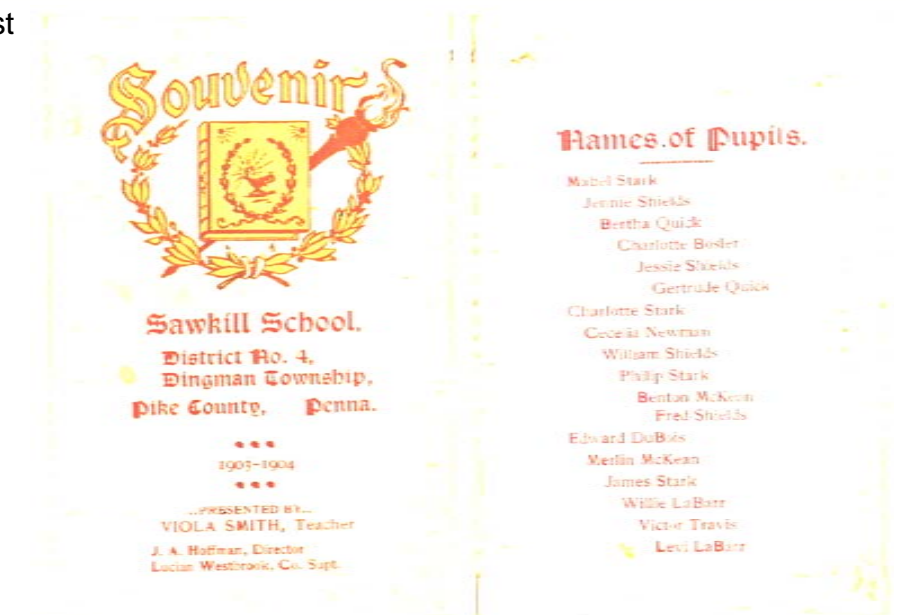 st
Souvenir
Sawkill School,
District No. 4,
Dingman Township,
Pike County, Penna.
1903-1904
..PRESENTED BY..
VIOLA SMITH, Teacher
J. A. Hoffman, Director
Lucian Westbrook, Co. Supt.
Names of Pupils.
Mabel Stark
Jennie Shields
Bertha Quick
Charlotte Bosler
Jessie Shields
Gertrude Quick
Charlotte Stark
Cecelia Newman
William Shields
Philip Stark
Benton McKean
Fred Shields
Edward DuBois
Merlin McKean
James Stark
Willie LaBarr
Victor Travis
Levi LaBarr